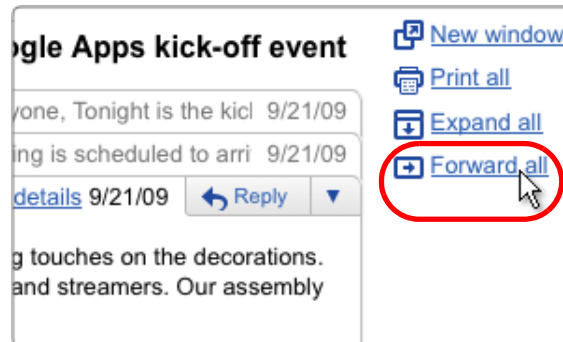 ogle Apps kick-off event
yone, Tonight is the kicl 9/21/09
ing is scheduled to arri 9/21/09
details 9/21/09 Reply
g touches on the decorations.
and streamers. Our assembly
New window
Print all
Expand all
Forward all